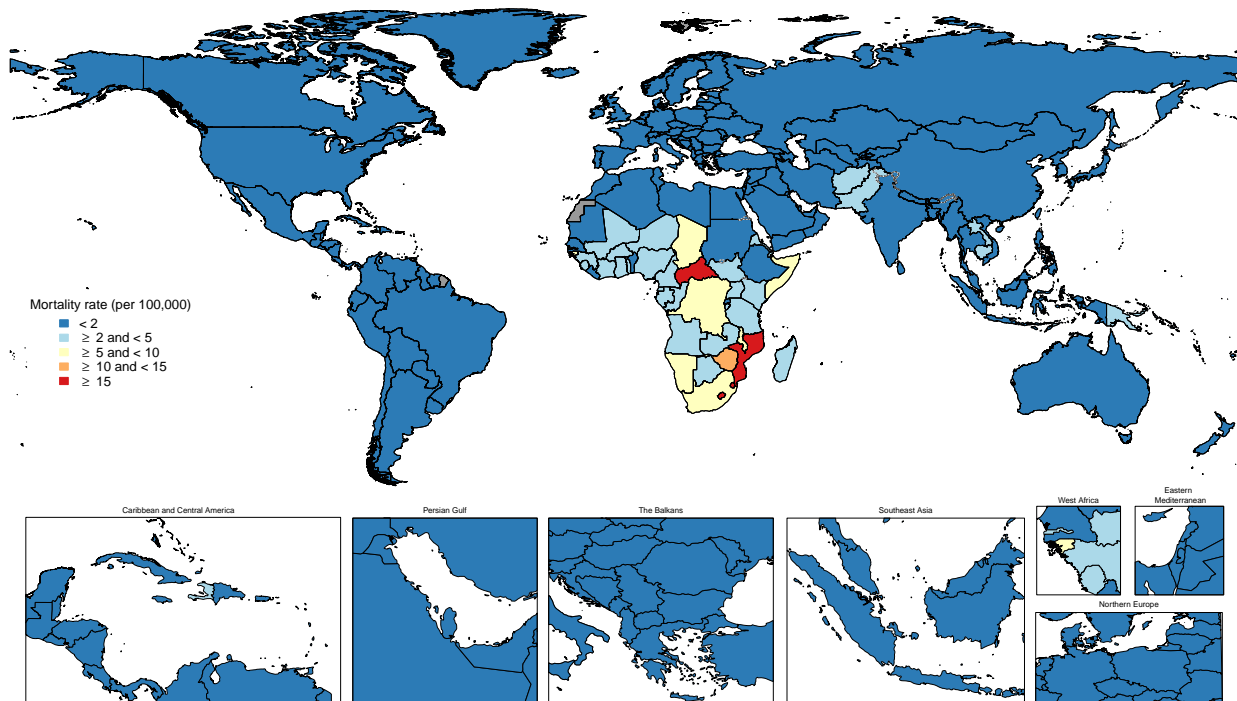 Mortality rate (per 100,000)
< 2
≥ 2 and < 5
≥ 5 and < 10
≥ 10 and < 15
≥ 15
Caribbean and Central America
Persian Gulf
The Balkans
Southeast Asia
West Africa
Eastern
Mediterranean
Northern Europe